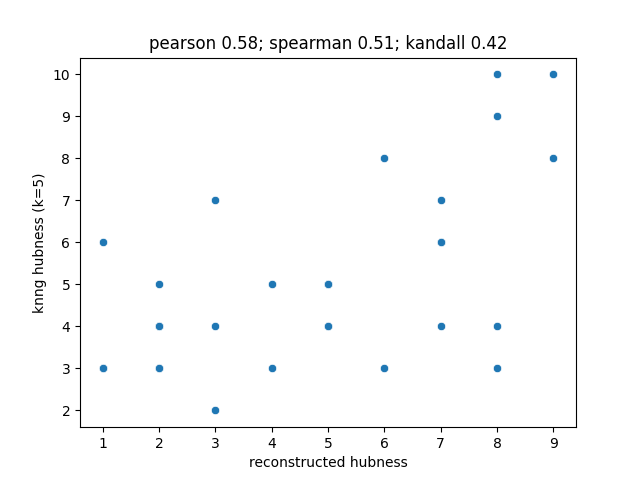 pearson 0.58; spearman 0.51; kandall 0.42
10
9
8
7
6
5
4
3
2
knng hubness (k=5)
1 2 3 4 5 6 7 8 9
reconstructed hubness